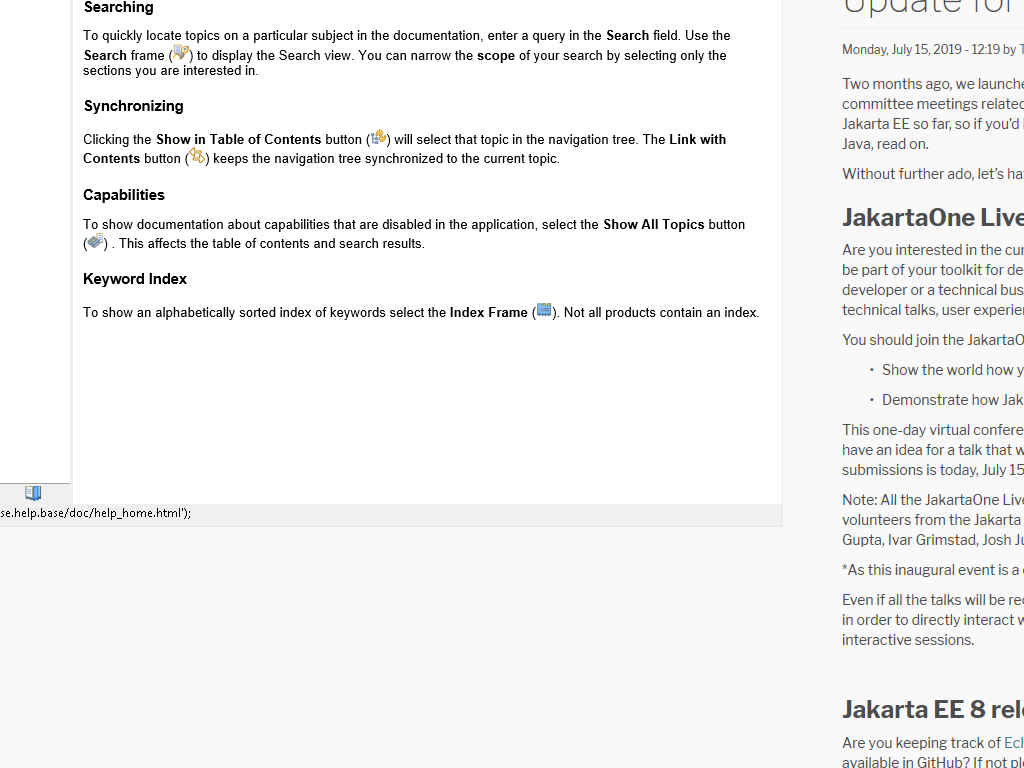 Searching
To quickly locate topics on a particular subject in the documentation, enter a query in the Search field. Use the
Search frame ( ) to display the Search view. You can narrow the scope of your search by selecting only the
sections you are interested in.
Synchronizing
Clicking the Show in Table of Contents button ( ) will select that topic in the navigation tree. The Link with
Contents button ( ) keeps the navigation tree synchronized to the current topic.
Capabilities
To show documentation about capabilities that are disabled in the application, select the Show All Topics button
( ) . This affects the table of contents and search results.
Keyword Index
To show an alphabetically sorted index of keywords select the Index Frame ( ). Not all products contain an index.
se.help.base/doc/help_home.html');
Update for
Monday, July 15, 2019 - 12:19 by T
Two months ago, we launche
committee meetings related
Jakarta EE so far, so if you'd
Java, read on.
Without further ado, let's ha
JakartaOne Live
Are you interested in the cur
be part of your toolkit for de
developer or a technical bus
technical talks, user experien
You should join the JakartaO
• Show the world how y
• Demonstrate how Jak
This one-day virtual confere
have an idea for a talk that w
submissions is today, July 15
Note: All the JakartaOne Live
volunteers from the Jakarta
Gupta, Ivar Grimstad, Josh Ju
*As this inaugural event is a
Even if all the talks will be rec
in order to directly interact w
interactive sessions.
Jakarta EE 8 rele
Are you keeping track of Ecl
available in GitHub? If not ple